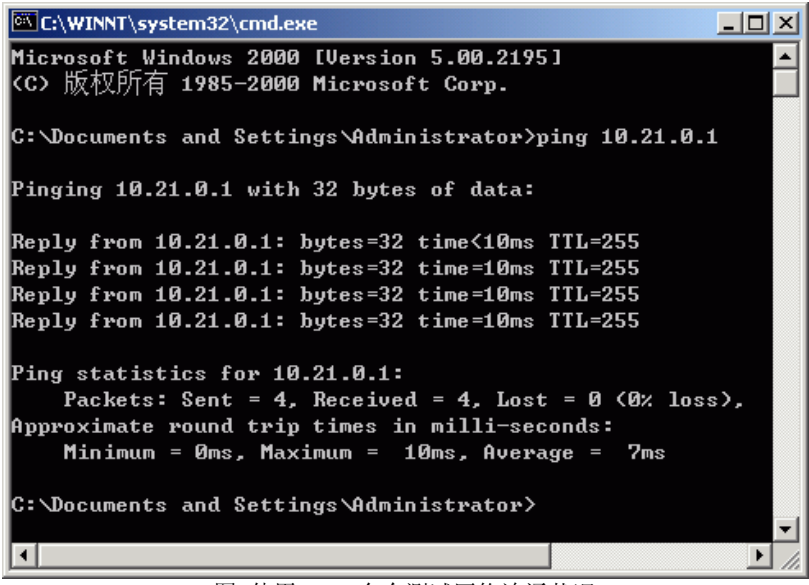 C:\WINNT\system32\cmd.exe
Microsoft Windows 2000 [Version 5.00.2195]
(C) 版权所有 1985-2000 Microsoft Corp.
C:\Documents and Settings\Administrator>ping 10.21.0.1
Pinging 10.21.0.1 with 32 bytes of data:
Reply from 10.21.0.1: bytes=32 time<10ms TTL=255
Reply from 10.21.0.1: bytes=32 time=10ms TTL=255
Reply from 10.21.0.1: bytes=32 time=10ms TTL=255
Reply from 10.21.0.1: bytes=32 time=10ms TTL=255
Ping statistics for 10.21.0.1:
Packets: Sent = 4, Received = 4, Lost = 0 (0% loss),
Approximate round trip times in milli-seconds:
Minimum = 0ms, Maximum =  10ms, Average =  7ms
C:\Documents and Settings\Administrator>